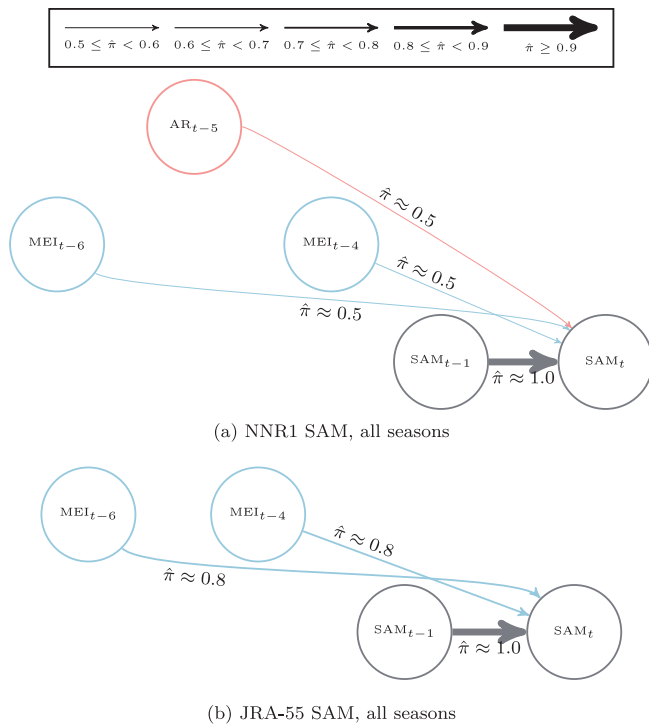 0.5 ≤ π̂ < 0.6 0.6 ≤ π̂ < 0.7 0.7 ≤ π̂ < 0.8 0.8 ≤ π̂ < 0.9 π̂ ≥ 0.9
AR_{t−5}
π̂ ≈ 0.5
MEI_{t−6} MEI_{t−4}
π̂ ≈ 0.5
π̂ ≈ 0.5
SAM_{t−1} SAM_t
π̂ ≈ 1.0
(a) NNR1 SAM, all seasons
MEI_{t−6} MEI_{t−4}
π̂ ≈ 0.8
π̂ ≈ 0.8
SAM_{t−1} SAM_t
π̂ ≈ 1.0
(b) JRA-55 SAM, all seasons